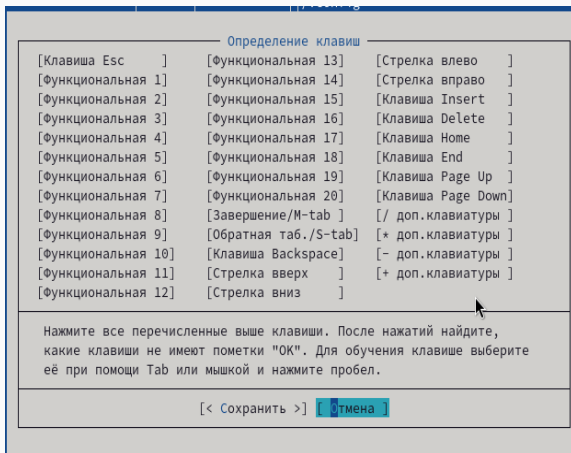 Определение клавиш
[Клавиша Esc     ]    [Функциональная 13]   [Стрелка влево    ]
[Функциональная 1]    [Функциональная 14]   [Стрелка вправо   ]
[Функциональная 2]    [Функциональная 15]   [Клавиша Insert   ]
[Функциональная 3]    [Функциональная 16]   [Клавиша Delete   ]
[Функциональная 4]    [Функциональная 17]   [Клавиша Home     ]
[Функциональная 5]    [Функциональная 18]   [Клавиша End      ]
[Функциональная 6]    [Функциональная 19]   [Клавиша Page Up  ]
[Функциональная 7]    [Функциональная 20]   [Клавиша Page Down]
[Функциональная 8]    [Завершение/M-tab ]   [/ доп.клавиатуры ]
[Функциональная 9]    [Обратная таб./S-tab] [* доп.клавиатуры ]
[Функциональная 10]   [Клавиша Backspace]   [- доп.клавиатуры ]
[Функциональная 11]   [Стрелка вверх    ]   [+ доп.клавиатуры ]
[Функциональная 12]   [Стрелка вниз     ]
Нажмите все перечисленные выше клавиши. После нажатий найдите,
какие клавиши не имеют пометки "OK". Для обучения клавише выберите
её при помощи Tab или мышкой и нажмите пробел.
[< Сохранить >] [ Отмена ]